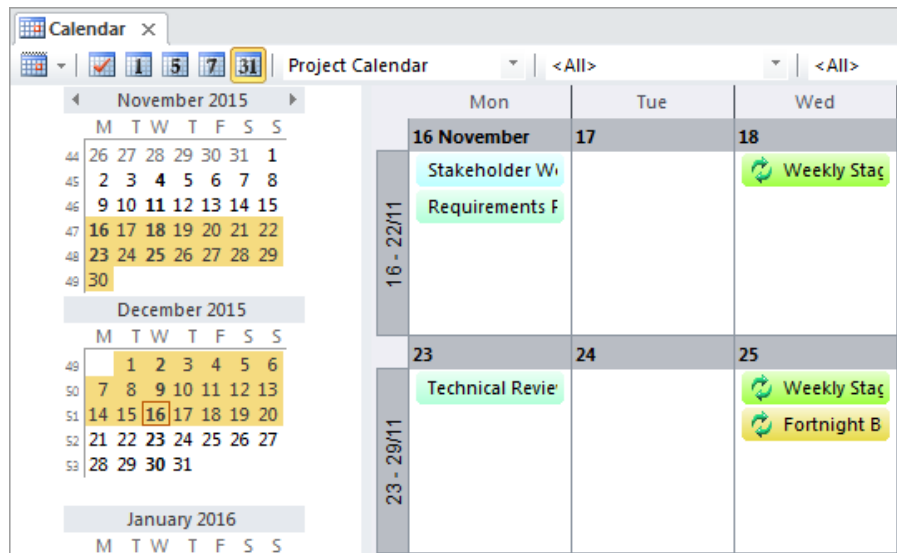 Calendar
1 5 7 31 Project Calendar <All> <All>
November 2015
M T W T F S S
44 26 27 28 29 30 31 1
45 2 3 4 5 6 7 8
46 9 10 11 12 13 14 15
47 16 17 18 19 20 21 22
48 23 24 25 26 27 28 29
49 30
December 2015
M T W T F S S
49 1 2 3 4 5 6
50 7 8 9 10 11 12 13
51 14 15 16 17 18 19 20
52 21 22 23 24 25 26 27
53 28 29 30 31
January 2016
M T W T F S S
Mon Tue Wed
16 November 17 18
16 - 22/11
Stakeholder We
Weekly Stag
Requirements F
23 24 25
23 - 29/11
Technical Review
Weekly Stag
Fortnight B